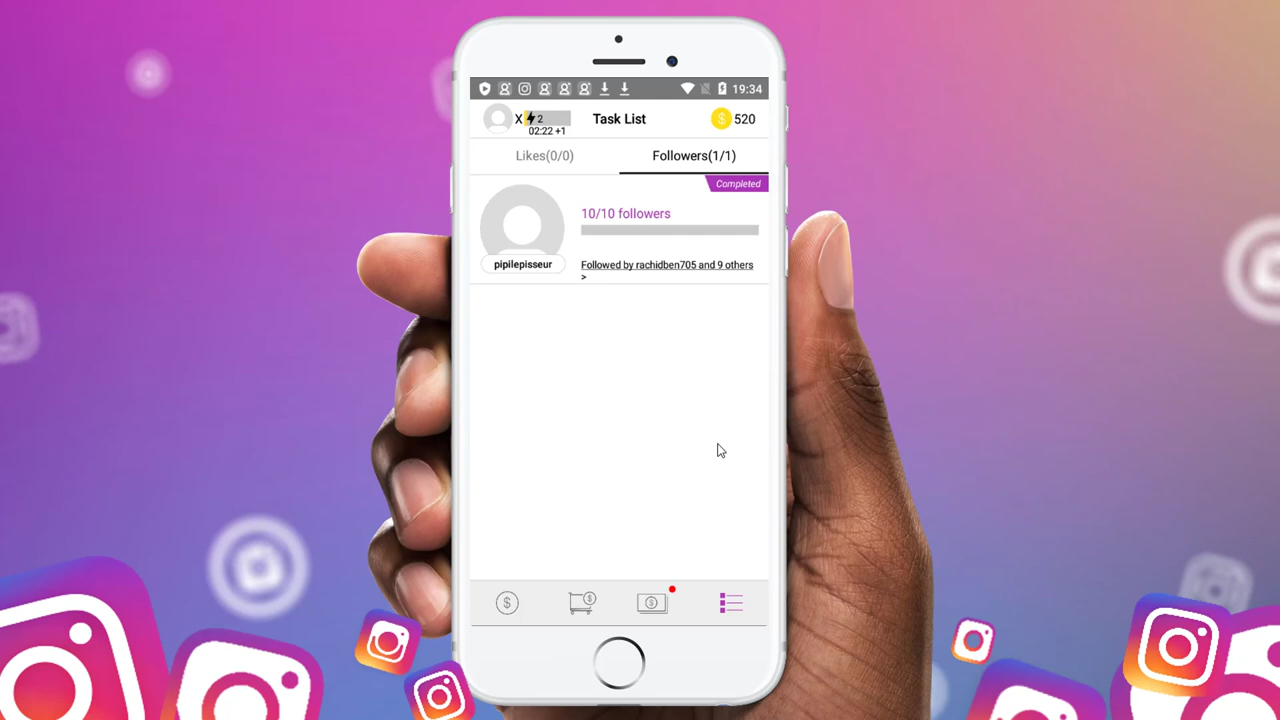 19:34
X 2
02:22 +1
Task List
520
Likes(0/0)
Followers(1/1)
Completed
10/10 followers
pipilepisseur
Followed by rachidben705 and 9 others
>